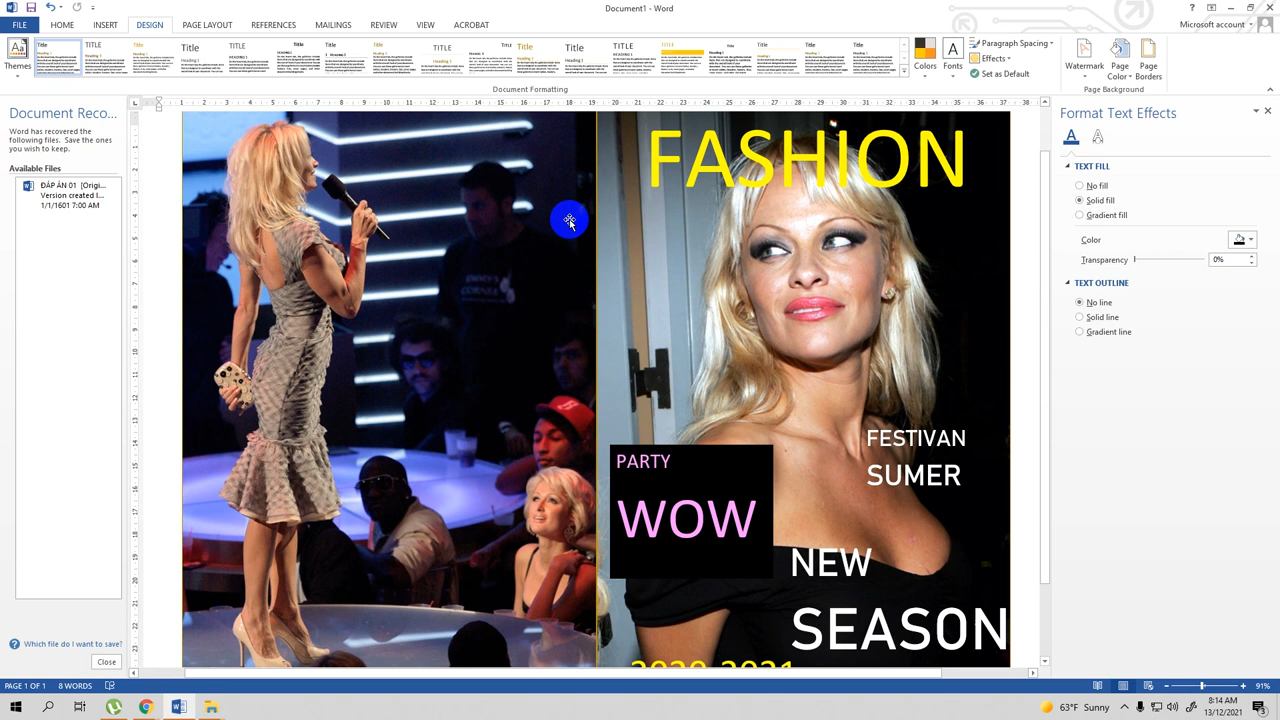 Document1 - Word
Microsoft account
FILE
HOME
INSERT
DESIGN
PAGE LAYOUT
REFERENCES
MAILINGS
REVIEW
VIEW
ACROBAT
Themes
Colors
Fonts
Paragraph Spacing
Effects
Set as Default
Watermark
Page Color
Page Borders
Document Formatting
Page Background
Document Reco...
Word has recovered the
following files. Save the ones
you wish to keep.
Available Files
ĐÁP ÁN 01 [Origi...
Version created l...
1/1/1601 7:00 AM
Which file do I want to save?
Close
FASHION
FESTIVAN
SUMER
PARTY
WOW
NEW
SEASON
2020-2021
Format Text Effects
TEXT FILL
No fill
Solid fill
Gradient fill
Color
Transparency
0%
TEXT OUTLINE
No line
Solid line
Gradient line
PAGE 1 OF 1
8 WORDS
91%
63°F Sunny
8:14 AM
13/12/2021